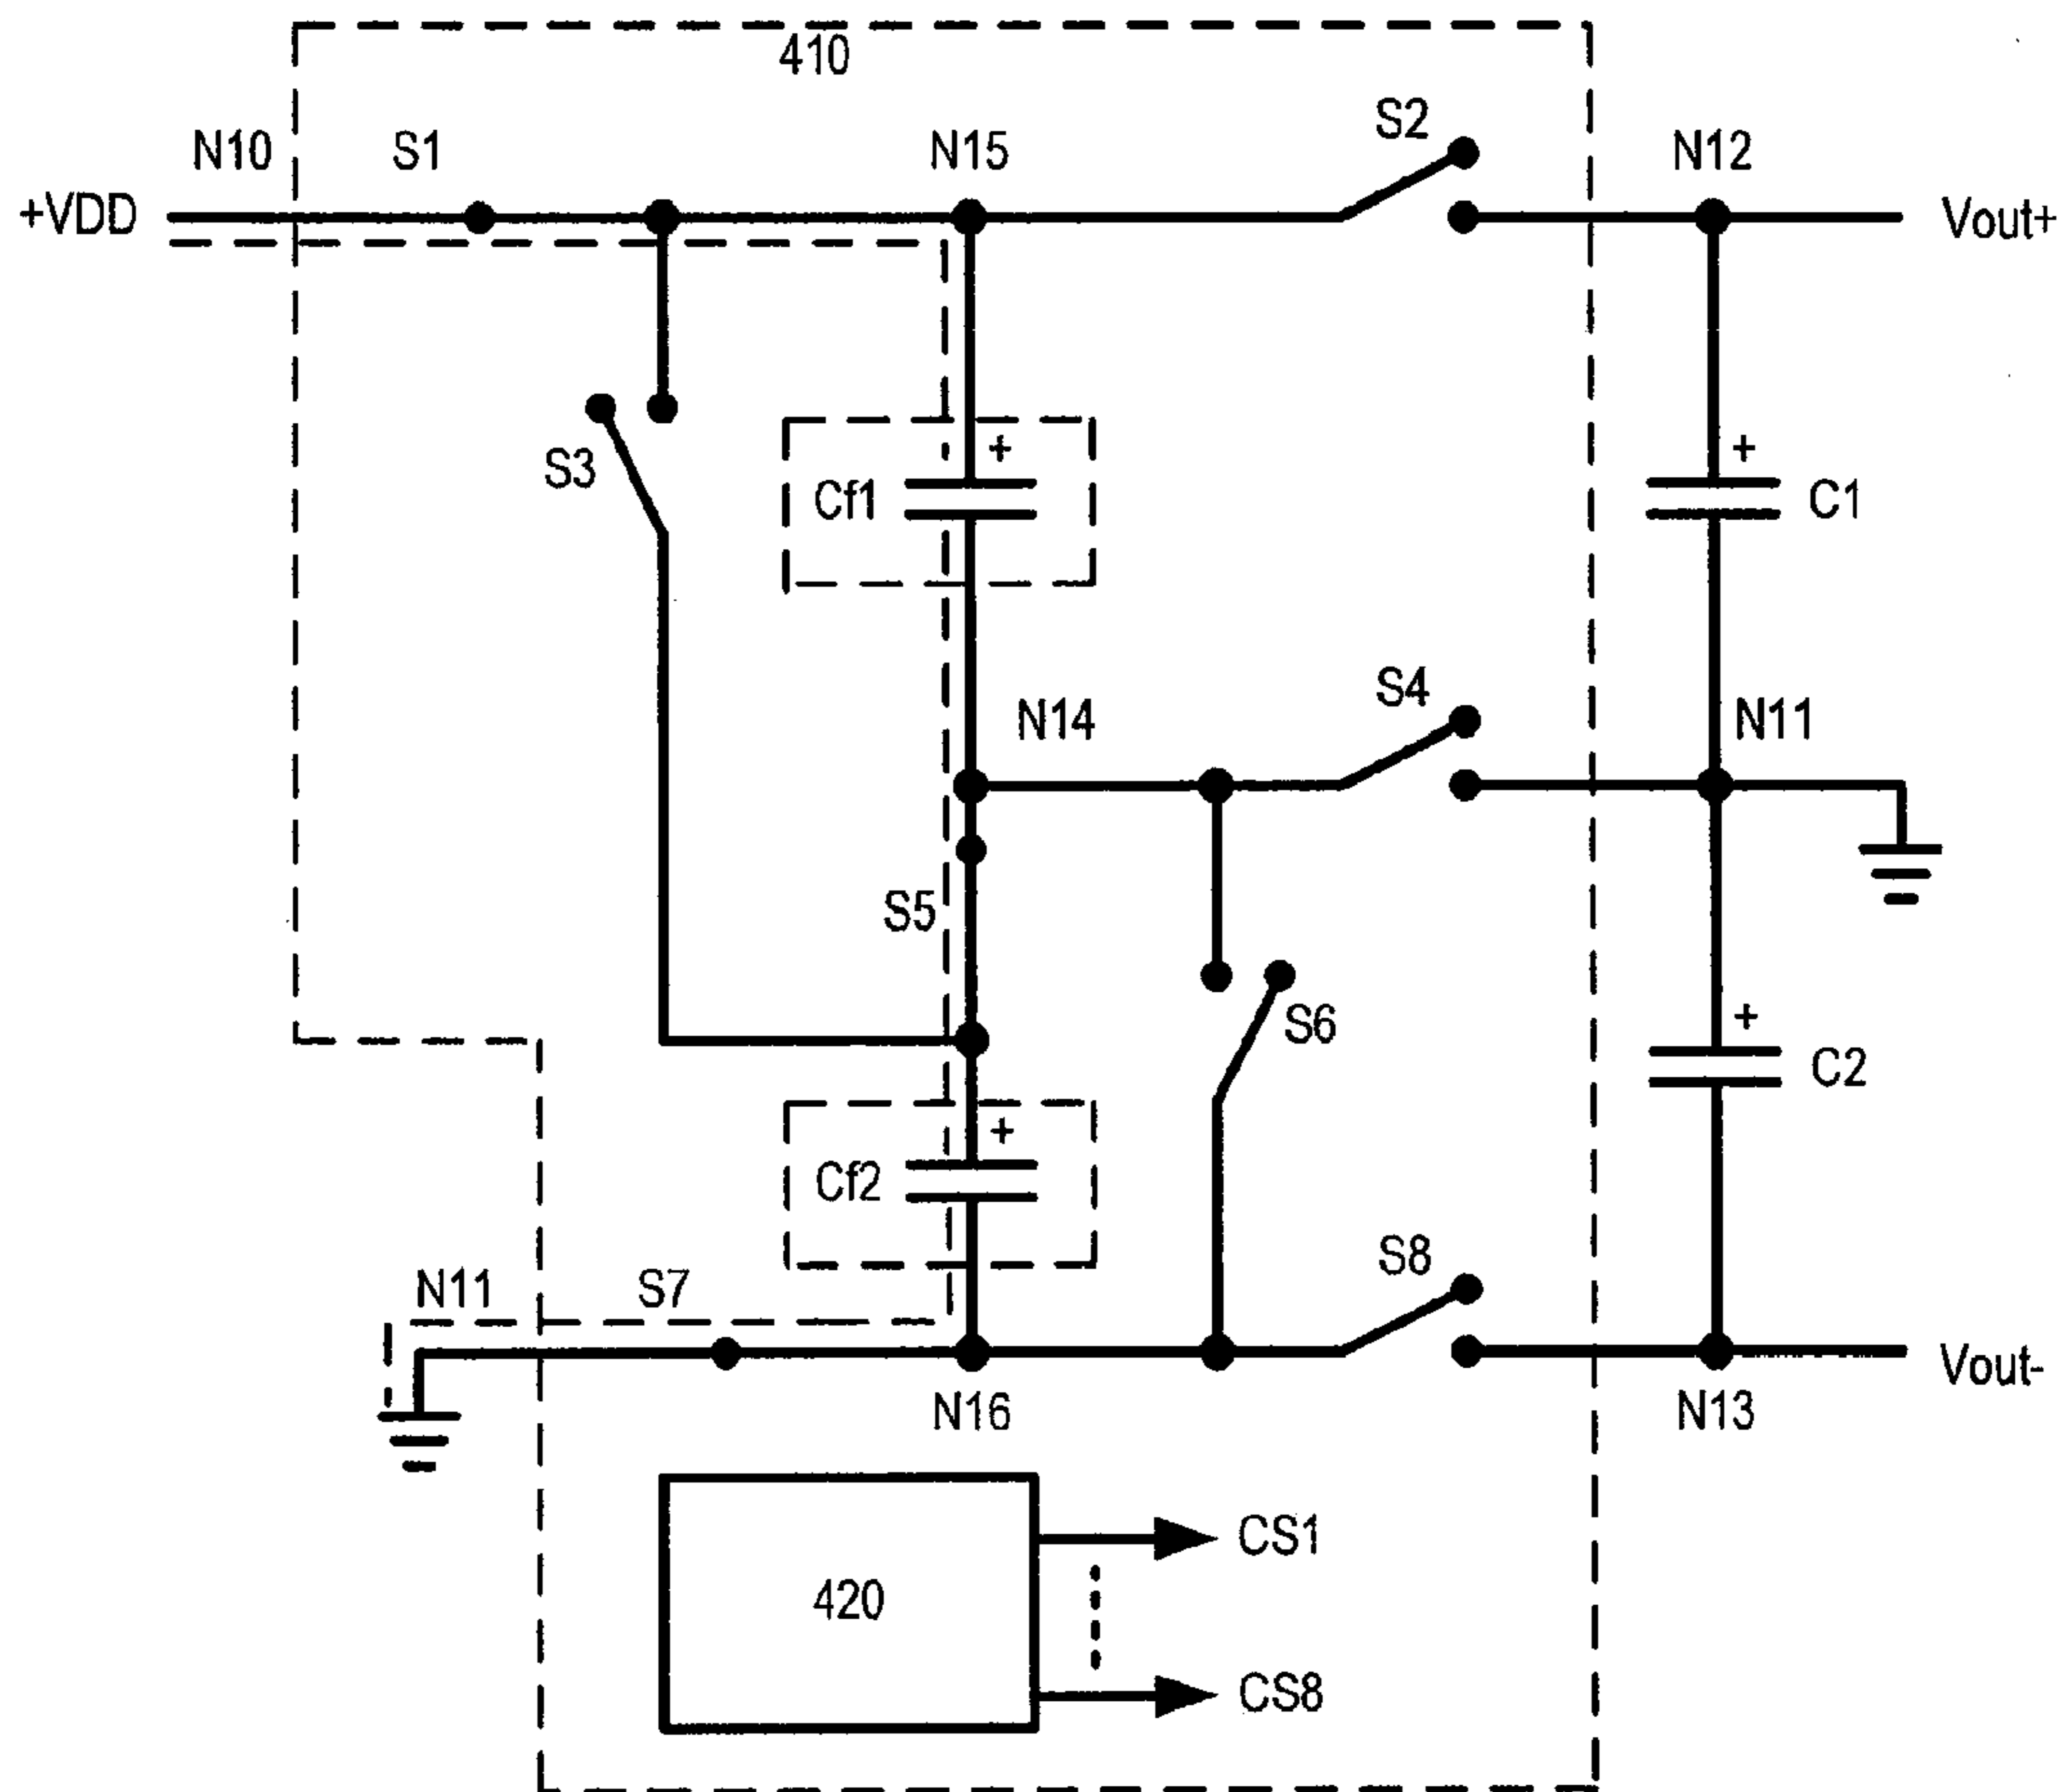 410
S2
N10
S1
N15
N12
+VDD
Vout+
+
+
S3
Cf1
C1
S4
N14
N11
S5
S6
+
C2
+
Cf2
S8
N11
S7
Vout-
N16
N13
CS1
420
CS8